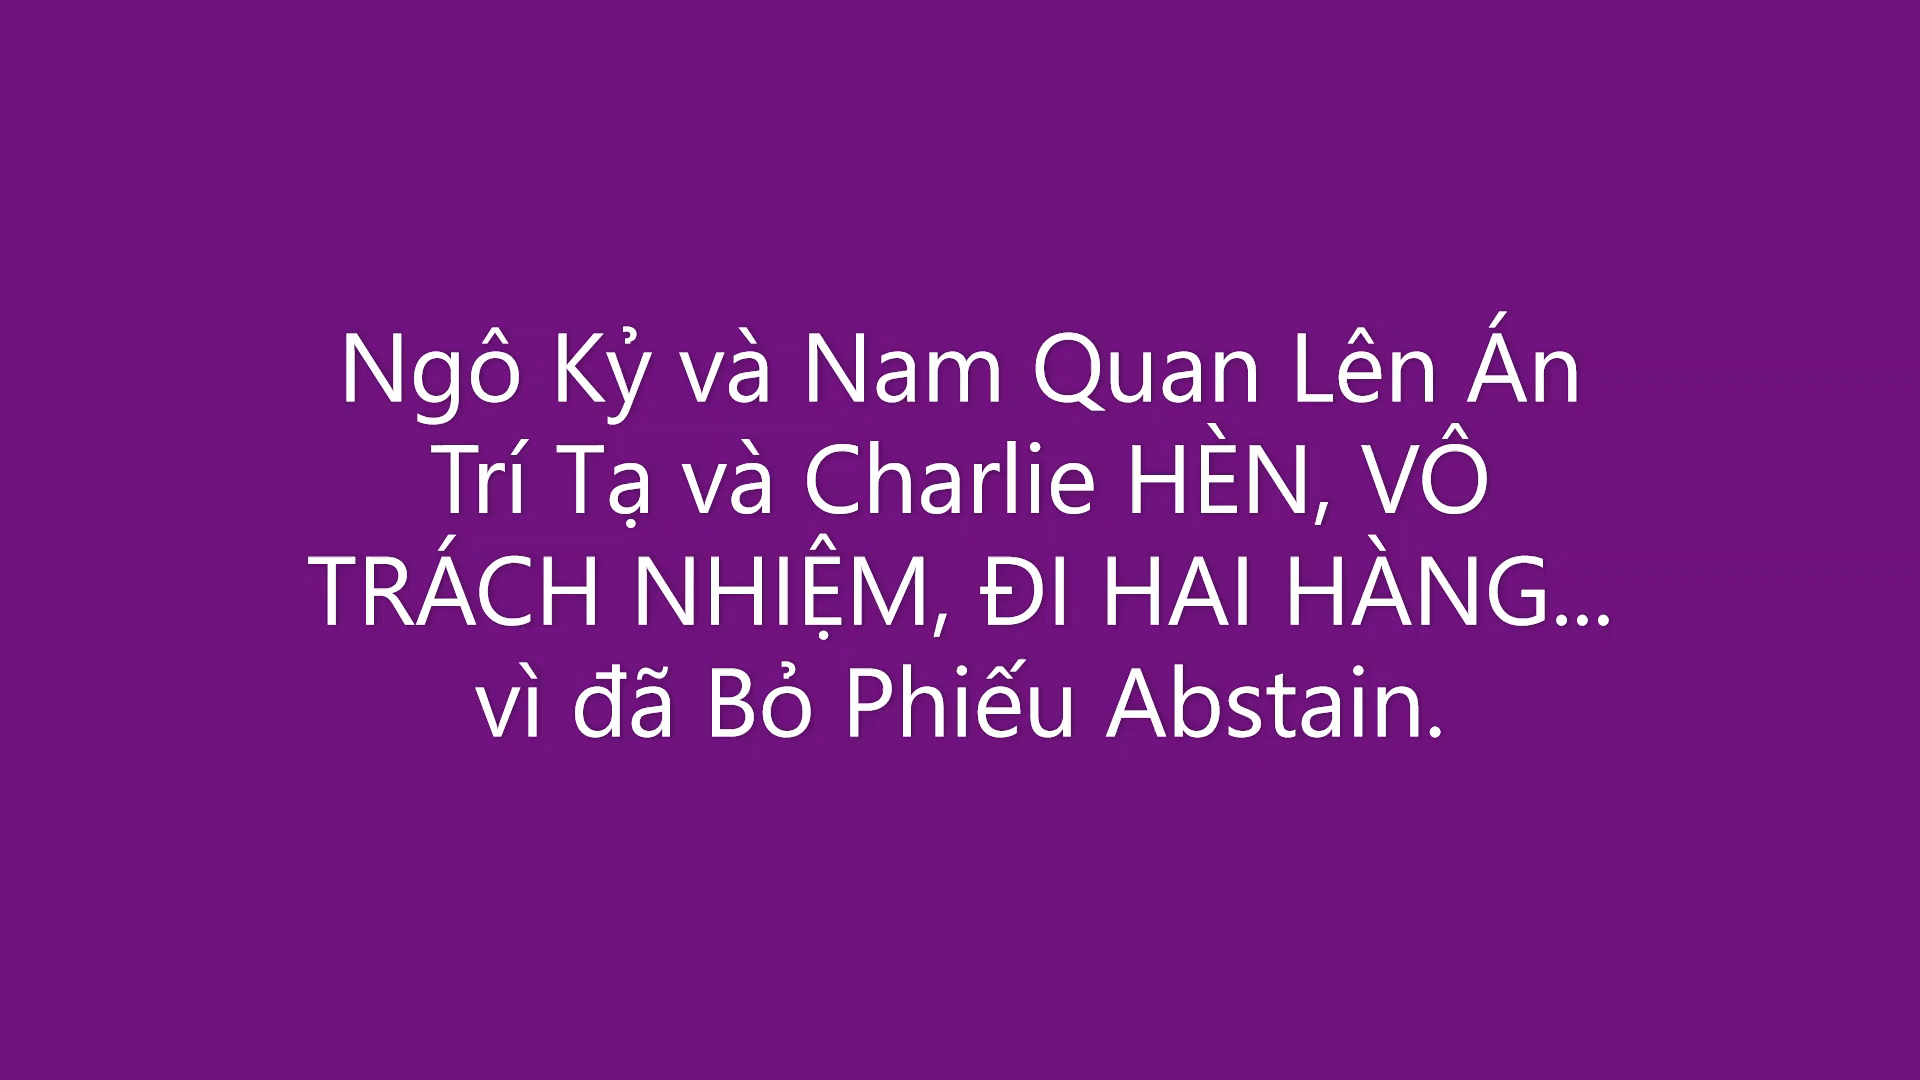 Ngô Kỷ và Nam Quan Lên Án
Trí Tạ và Charlie HÈN, VÔ
TRÁCH NHIỆM, ĐI HAI HÀNG...
vì đã Bỏ Phiếu Abstain.